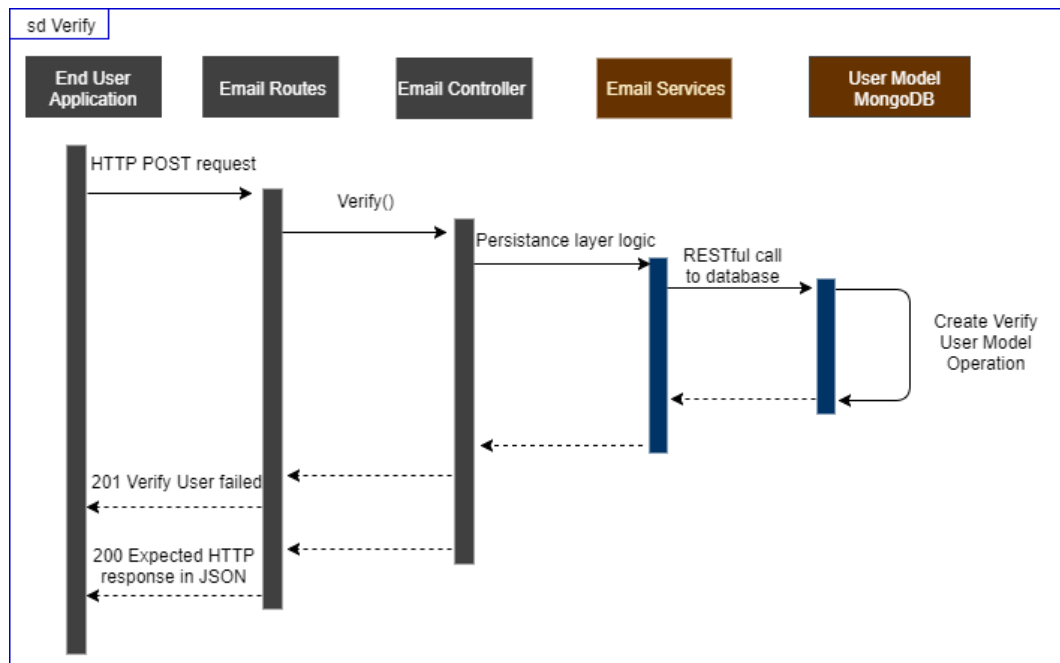 sd Verify
End User
Application
Email Routes
Email Controller
Email Services
User Model
MongoDB
HTTP POST request
Verify()
Persistance layer logic
RESTful call
to database
Create Verify
User Model
Operation
201 Verify User failed
200 Expected HTTP
response in JSON